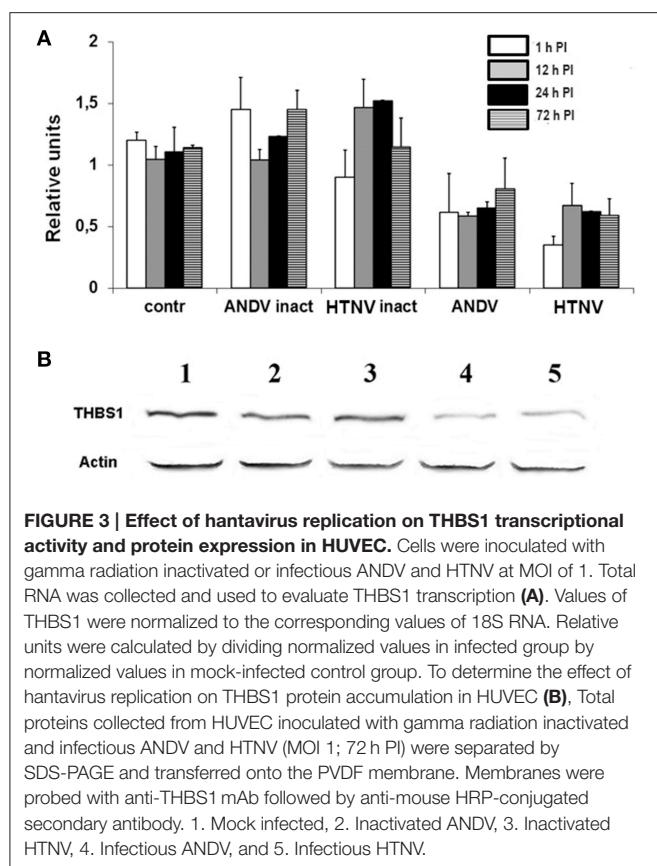 A
2
1,5
1
0,5
0
Relative units
1 h PI
12 h PI
24 h PI
72 h PI
contr ANDV inact HTNV inact ANDV HTNV
B
1 2 3 4 5
THBS1
Actin
FIGURE 3 | Effect of hantavirus replication on THBS1 transcriptional
activity and protein expression in HUVEC. Cells were inoculated with
gamma radiation inactivated or infectious ANDV and HTNV at MOI of 1. Total
RNA was collected and used to evaluate THBS1 transcription (A). Values of
THBS1 were normalized to the corresponding values of 18S RNA. Relative
units were calculated by dividing normalized values in infected group by
normalized values in mock-infected control group. To determine the effect of
hantavirus replication on THBS1 protein accumulation in HUVEC (B), Total
proteins collected from HUVEC inoculated with gamma radiation inactivated
and infectious ANDV and HTNV (MOI 1; 72 h PI) were separated by
SDS-PAGE and transferred onto the PVDF membrane. Membranes were
probed with anti-THBS1 mAb followed by anti-mouse HRP-conjugated
secondary antibody. 1. Mock infected, 2. Inactivated ANDV, 3. Inactivated
HTNV, 4. Infectious ANDV, and 5. Infectious HTNV.